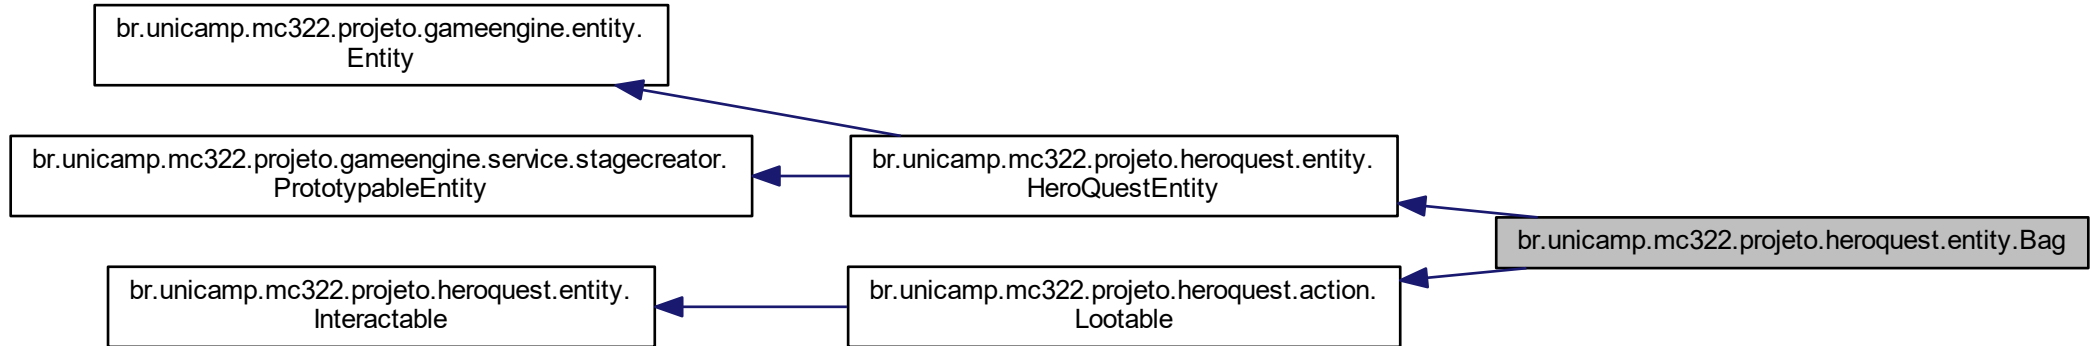 br.unicamp.mc322.projeto.gameengine.entity.
Entity
br.unicamp.mc322.projeto.gameengine.service.stagecreator.
PrototypableEntity
br.unicamp.mc322.projeto.heroquest.entity.
HeroQuestEntity
br.unicamp.mc322.projeto.heroquest.entity.Bag
br.unicamp.mc322.projeto.heroquest.entity.
Interactable
br.unicamp.mc322.projeto.heroquest.action.
Lootable